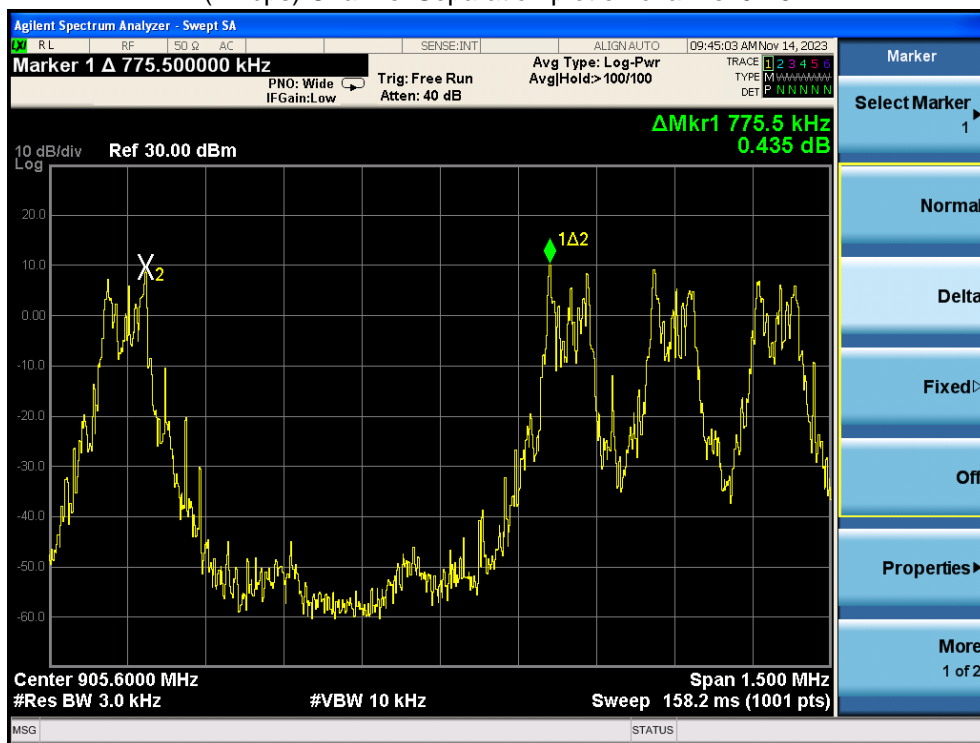 Agilent Spectrum Analyzer - Swept SA
LXI RL RF 50 Ω AC SENSE:INT ALIGN AUTO 09:45:03 AM Nov 14, 2023
Marker 1 Δ 775.500000 kHz
PNO: Wide
IFGain:Low
Trig: Free Run
Atten: 40 dB
Avg Type: Log-Pwr
Avg|Hold:>100/100
TRACE 1 2 3 4 5 6
TYPE M
DET P N N N N N
ΔMkr1 775.5 kHz
0.435 dB
10 dB/div Ref 30.00 dBm
Log
20.0
10.0
0.00
-10.0
-20.0
-30.0
-40.0
-50.0
-60.0
X2
1Δ2
Center 905.6000 MHz Span 1.500 MHz
#Res BW 3.0 kHz #VBW 10 kHz Sweep 158.2 ms (1001 pts)
MSG STATUS
Marker
Select Marker
1
Normal
Delta
Fixed
Off
Properties
More
1 of 2